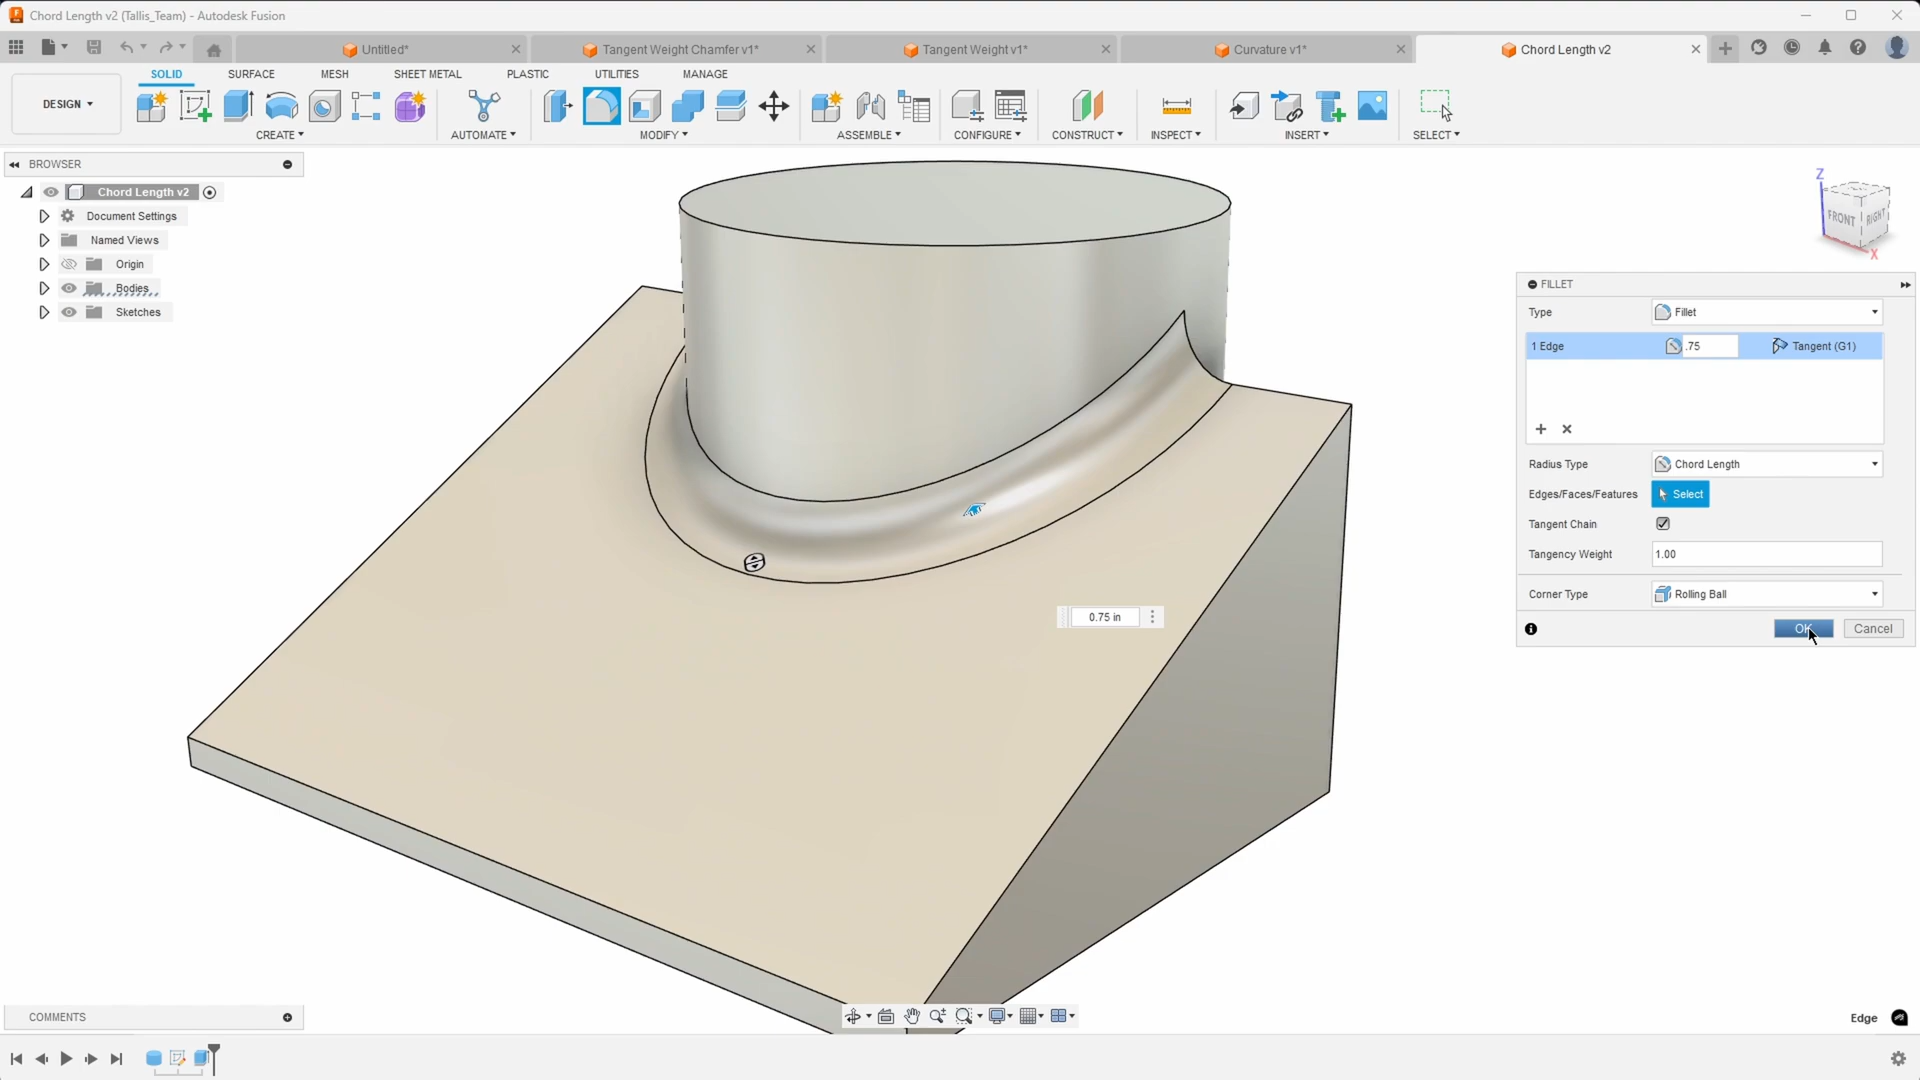 Chord Length v2 (Tallis_Team) - Autodesk Fusion
Untitled*
Tangent Weight Chamfer v1*
Tangent Weight v1*
Curvature v1*
Chord Length v2
DESIGN
SOLID
SURFACE
MESH
SHEET METAL
PLASTIC
UTILITIES
MANAGE
CREATE
AUTOMATE
MODIFY
ASSEMBLE
CONFIGURE
CONSTRUCT
INSPECT
INSERT
SELECT
BROWSER
Chord Length v2
Document Settings
Named Views
Origin
Bodies
Sketches
Z
FRONT
RIGHT
X
FILLET
Type
Fillet
1 Edge
.75
Tangent (G1)
Radius Type
Chord Length
Edges/Faces/Features
Select
Tangent Chain
Tangency Weight
1.00
Corner Type
Rolling Ball
OK
Cancel
0.75 in
COMMENTS
Edge